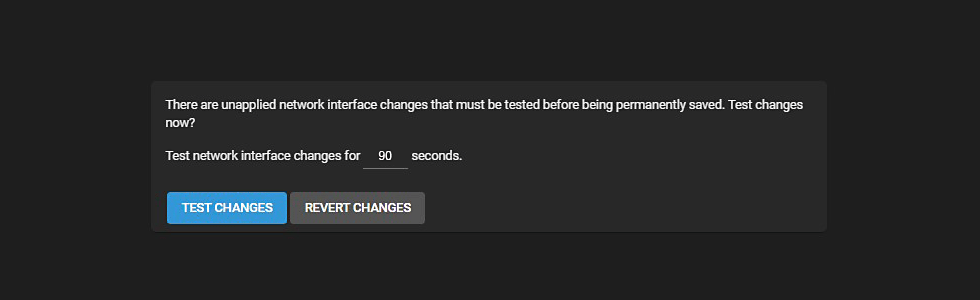 There are unapplied network interface changes that must be tested before being permanently saved. Test changes
now?
Test network interface changes for 90 seconds.
TEST CHANGES REVERT CHANGES